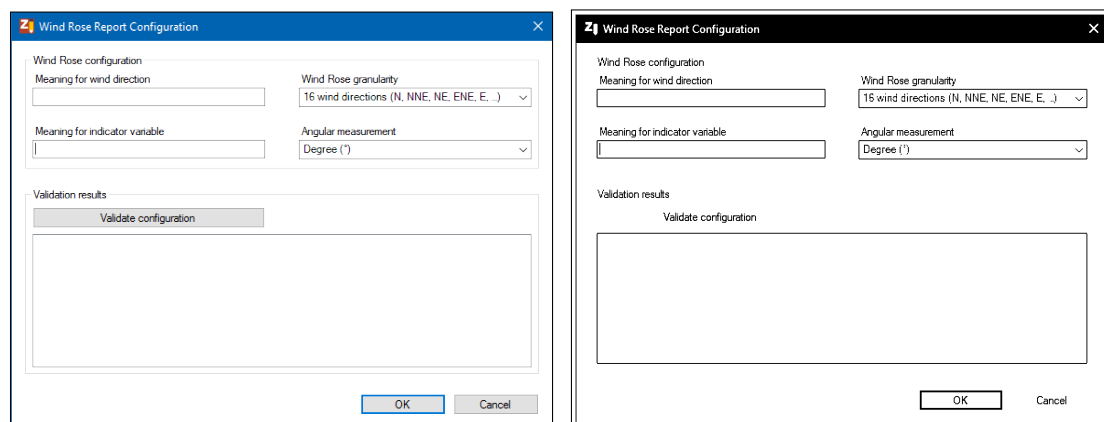 Wind Rose Report Configuration
Wind Rose configuration
Meaning for wind direction
Wind Rose granularity
16 wind directions (N, NNE, NE, ENE, E, ...)
Meaning for indicator variable
Angular measurement
Degree (°)
Validation results
Validate configuration
OK
Cancel
Wind Rose Report Configuration
Wind Rose configuration
Meaning for wind direction
Wind Rose granularity
16 wind directions (N, NNE, NE, ENE, E, ...)
Meaning for indicator variable
Angular measurement
Degree (°)
Validation results
Validate configuration
OK
Cancel